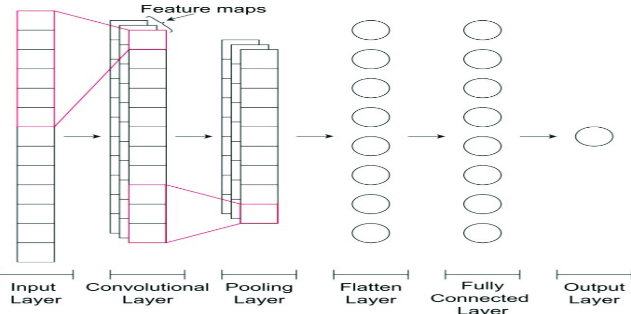 Feature maps
Input
Layer
Convolutional
Layer
Pooling
Layer
Flatten
Layer
Fully
Connected
Layer
Output
Layer